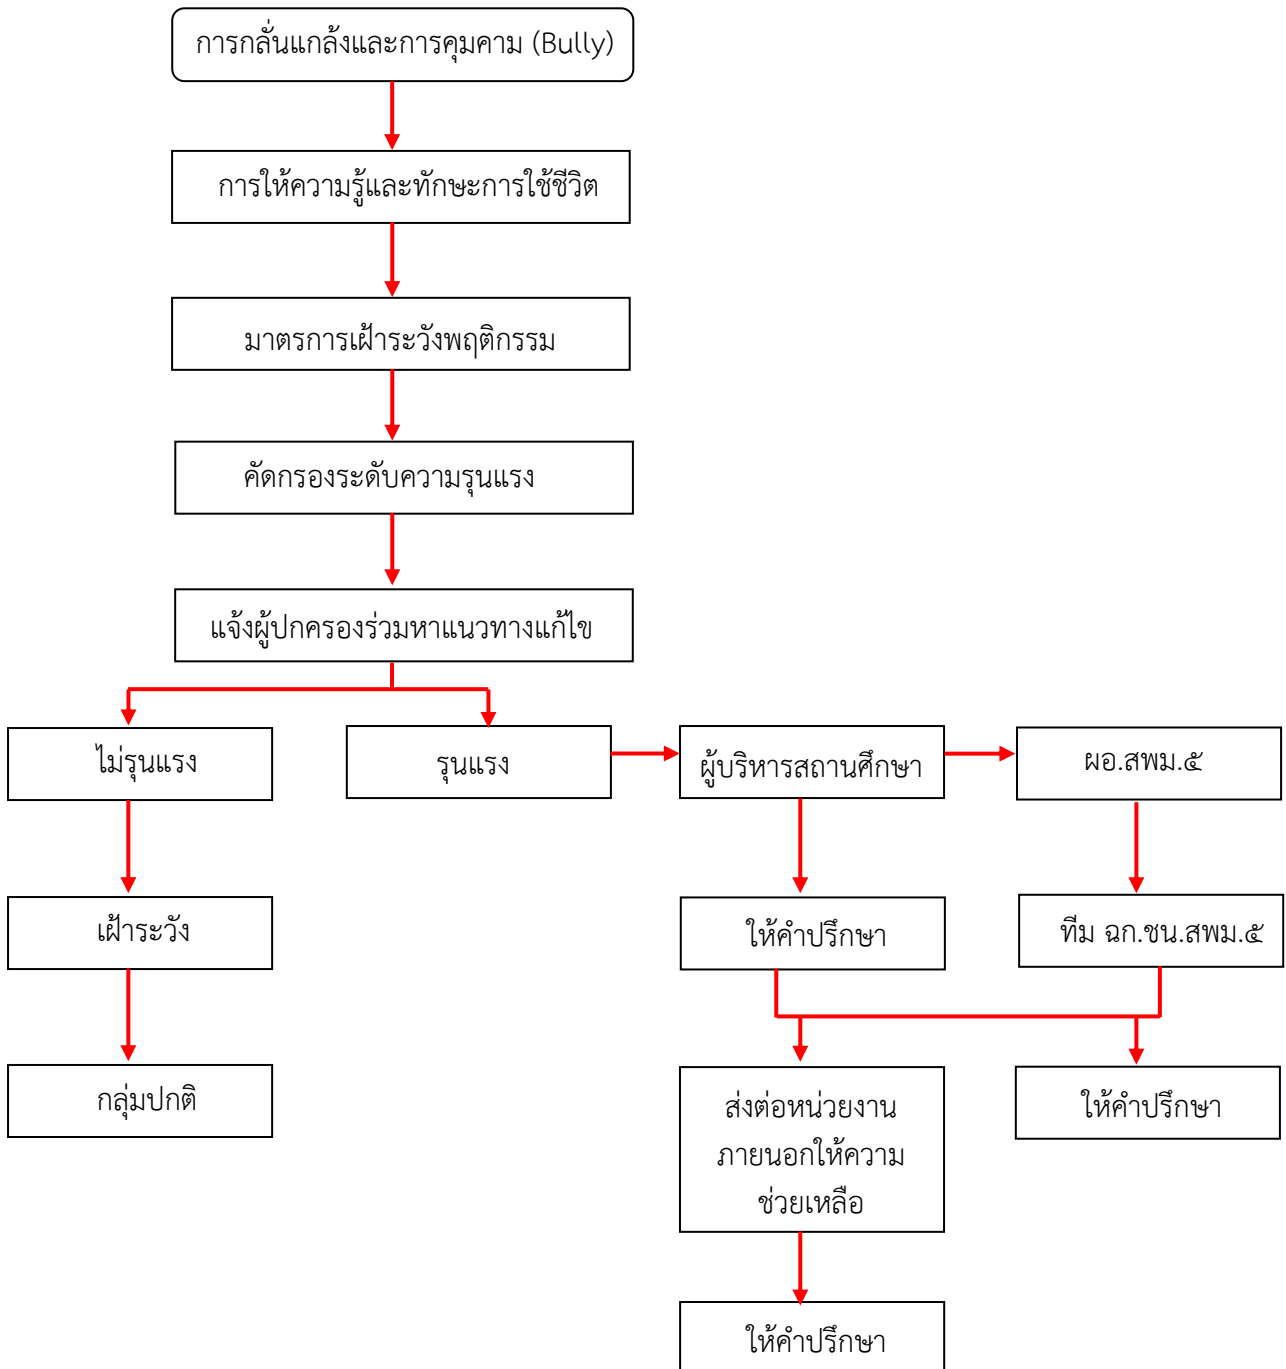 การกลั่นแกล้งและการคุมคาม (Bully)
การให้ความรู้และทักษะการใช้ชีวิต
มาตรการเฝ้าระวังพฤติกรรม
คัดกรองระดับความรุนแรง
แจ้งผู้ปกครองร่วมหาแนวทางแก้ไข
ไม่รุนแรง
รุนแรง
ผู้บริหารสถานศึกษา
ผอ.สพม.๕
เฝ้าระวัง
ให้คำปรึกษา
ทีม ฉก.ชน.สพม.๕
กลุ่มปกติ
ส่งต่อหน่วยงาน
ภายนอกให้ความ
ช่วยเหลือ
ให้คำปรึกษา
ให้คำปรึกษา